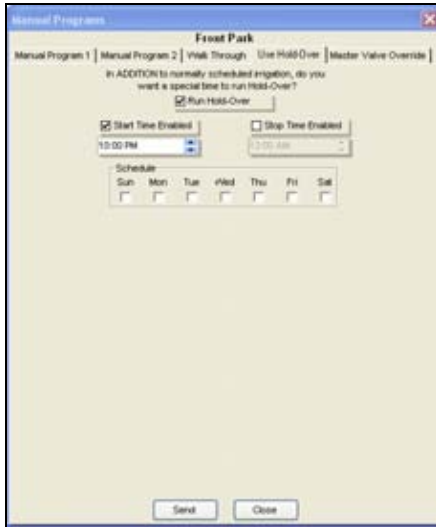 Manual Programs
Front Park
Manual Program 1 Manual Program 2 Walk Through Use Hold-Over Master Valve Override
In ADDITION to normally scheduled irrigation, do you
want a special time to run Hold-Over?
Run Hold-Over
Start Time Enabled Stop Time Enabled
10:00 PM 12:00 AM
Schedule
Sun Mon Tue Wed Thu Fri Sat
Send Close